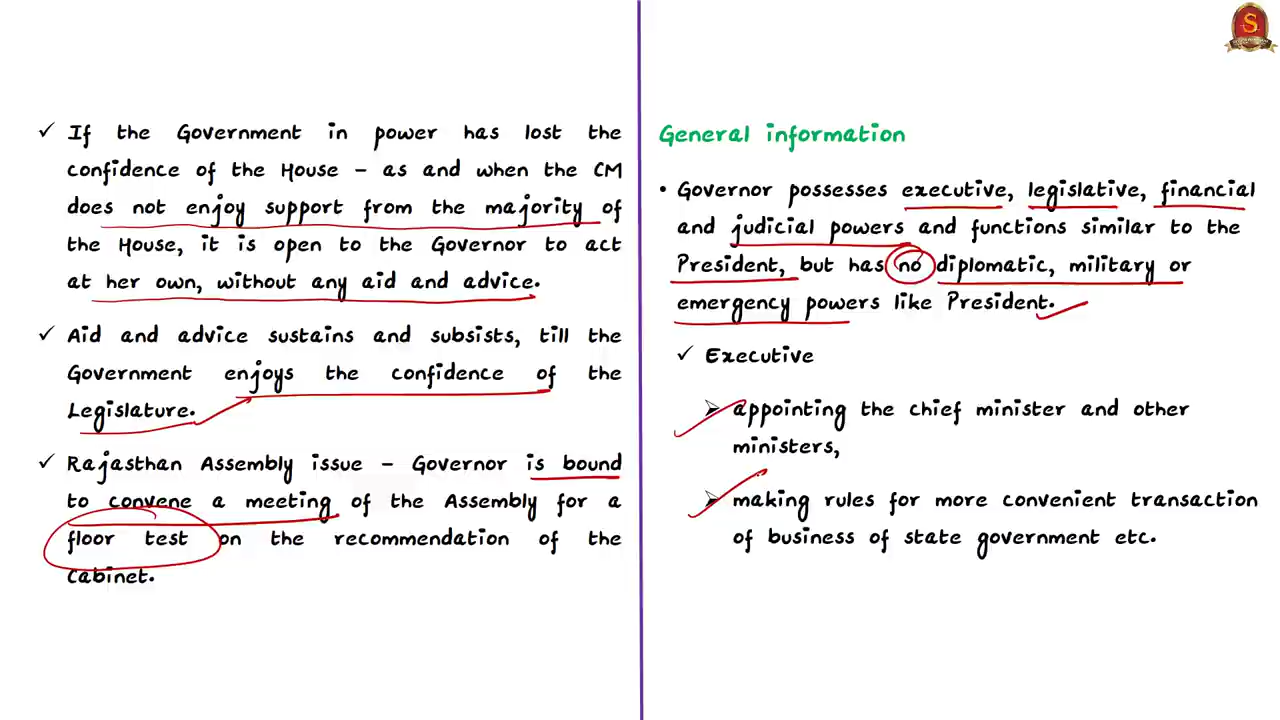 ✓ If the Government in power has lost the
confidence of the House – as and when the CM
does not enjoy support from the majority of
the House, it is open to the Governor to act
at her own, without any aid and advice.
✓ Aid and advice sustains and subsists, till the
Government enjoys the confidence of the
Legislature.
✓ Rajasthan Assembly issue – Governor is bound
to convene a meeting of the Assembly for a
floor test on the recommendation of the
Cabinet.
General information
• Governor possesses executive, legislative, financial
and judicial powers and functions similar to the
President, but has no diplomatic, military or
emergency powers like President.
✓ Executive
➢ appointing the chief minister and other
ministers,
➢ making rules for more convenient transaction
of business of state government etc.
S